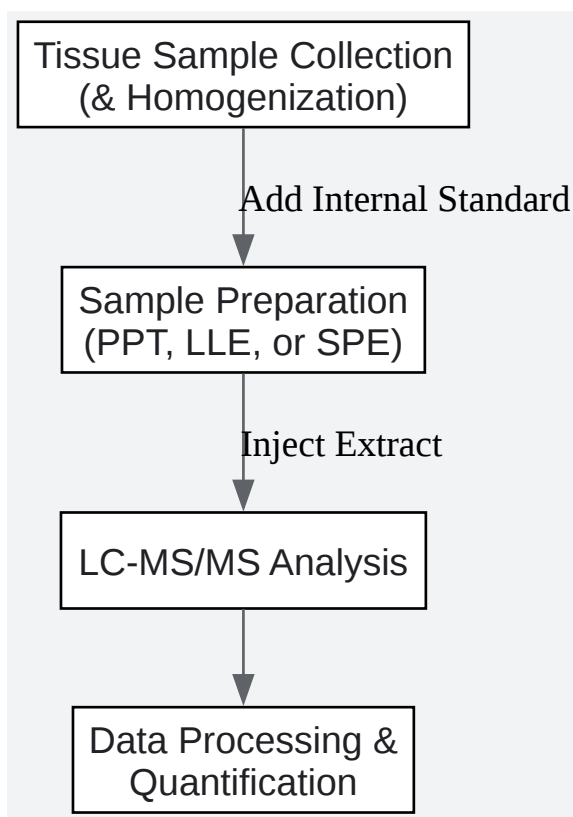 Tissue Sample Collection
(& Homogenization)
Add Internal Standard
Sample Preparation
(PPT, LLE, or SPE)
Inject Extract
LC-MS/MS Analysis
Data Processing &
Quantification